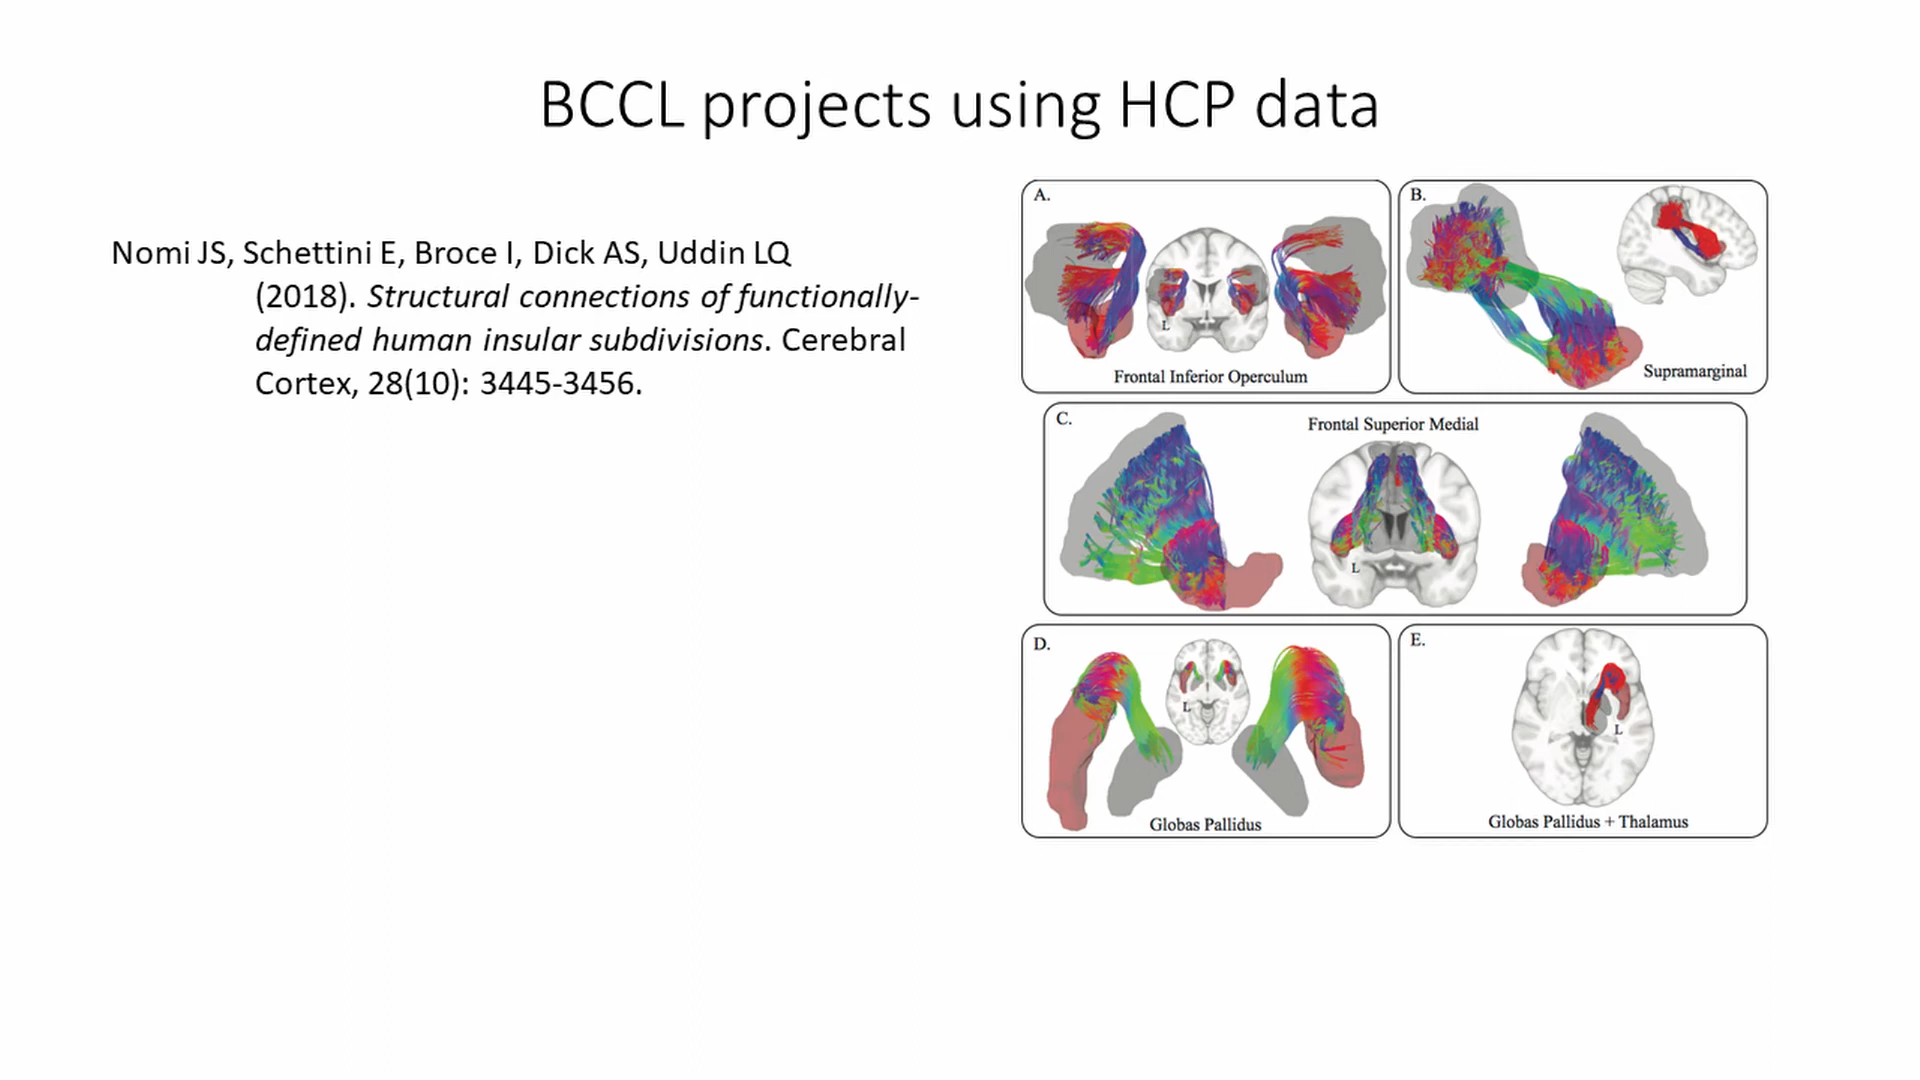 BCCL projects using HCP data
Nomi JS, Schettini E, Broce I, Dick AS, Uddin LQ
(2018). Structural connections of functionally-
defined human insular subdivisions. Cerebral
Cortex, 28(10): 3445-3456.
A.
L
Frontal Inferior Operculum
B.
Supramarginal
C.
Frontal Superior Medial
L
D.
L
Globas Pallidus
E.
L
Globas Pallidus + Thalamus